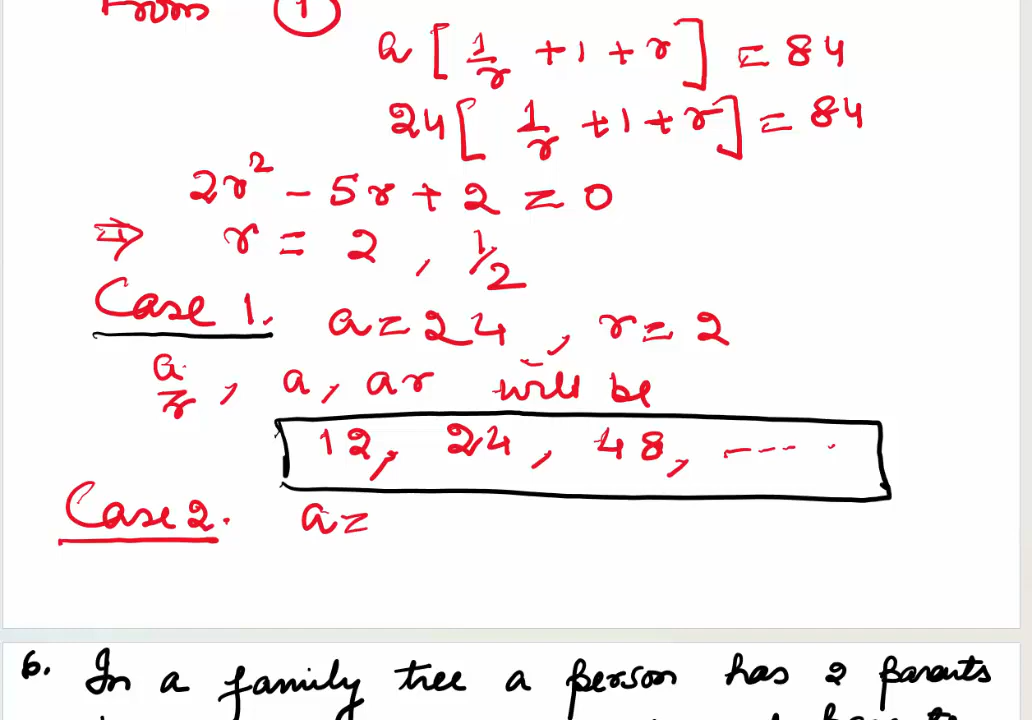 From ①
a [ 1/r + 1 + r ] = 84
24 [ 1/r + 1 + r ] = 84
2r² - 5r + 2 = 0
⇒ r = 2 , 1/2
Case 1. a = 24 , r = 2
a/r , a , ar will be
12, 24 , 48, ----
Case 2. a =
6. In a family tree a person has 2 parents